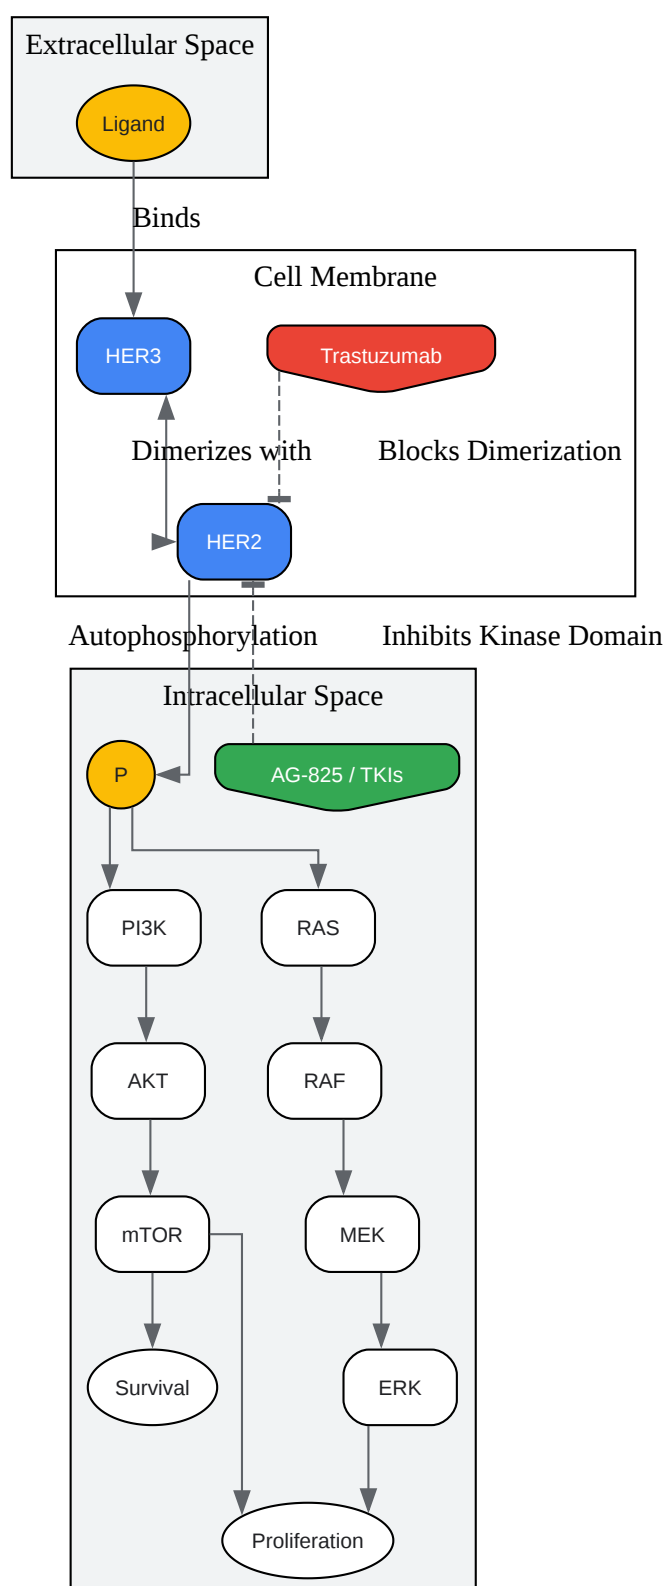 Extracellular Space
Ligand
Binds
Cell Membrane
HER3
Trastuzumab
Dimerizes with
Blocks Dimerization
HER2
Autophosphorylation
Inhibits Kinase Domain
Intracellular Space
P
AG-825 / TKIs
PI3K
RAS
AKT
RAF
mTOR
MEK
Survival
ERK
Proliferation